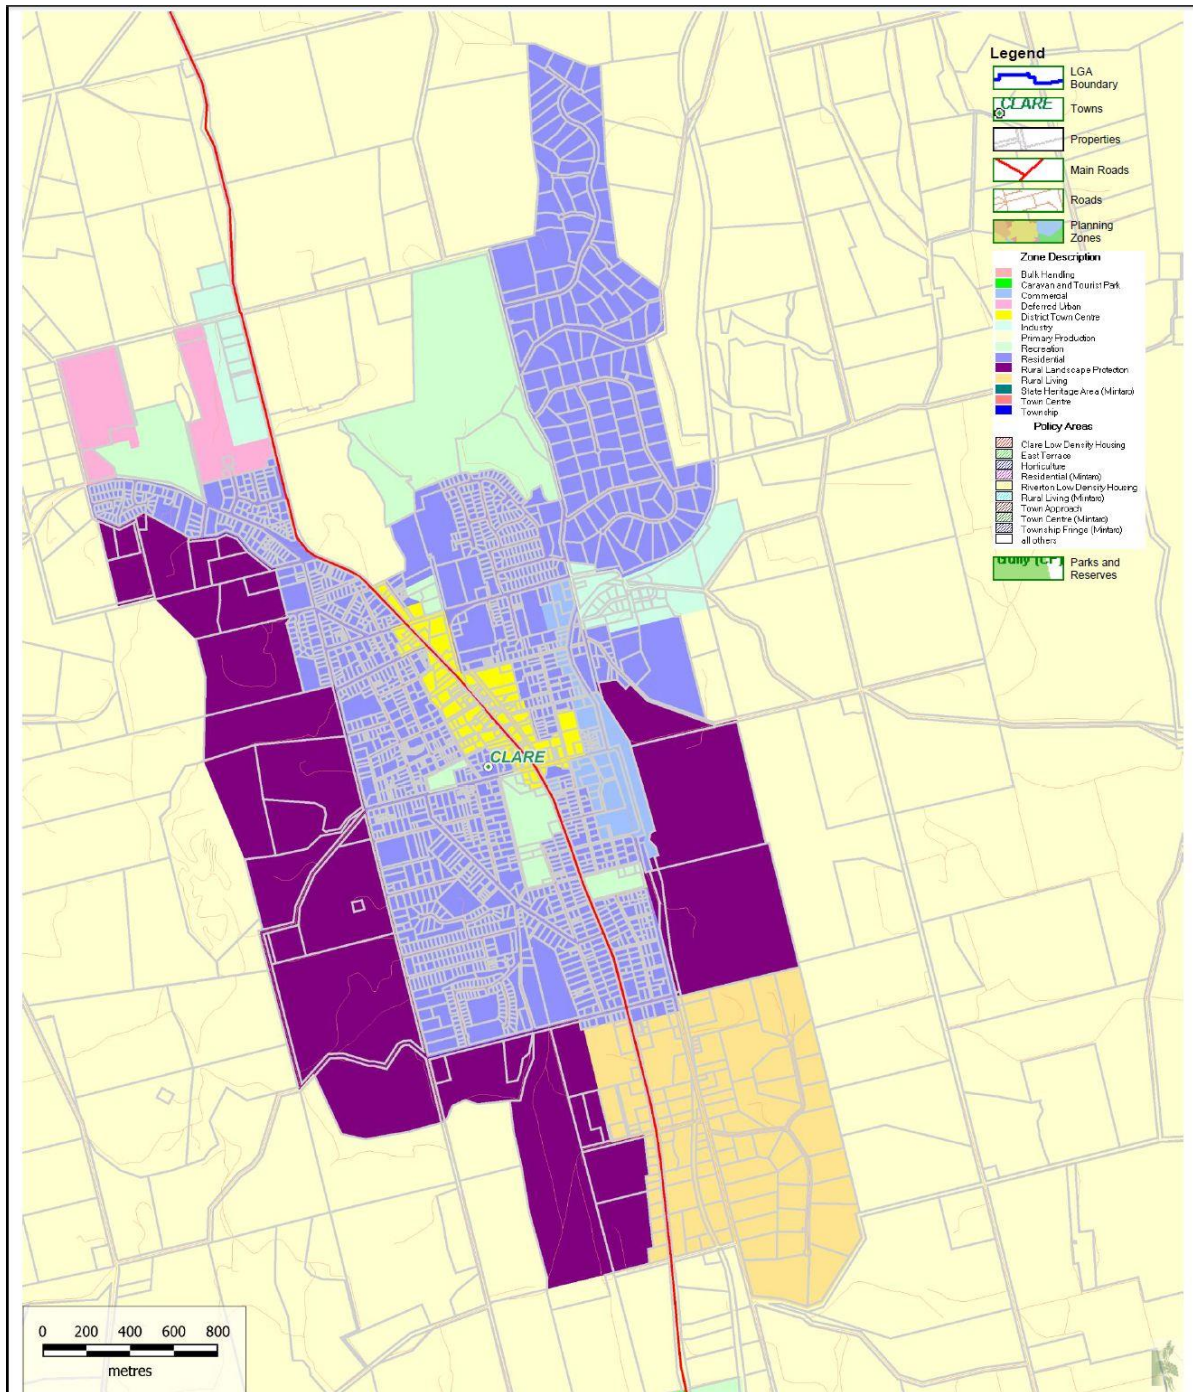 Legend
LGA
Boundary
CLARE
Towns
Properties
Main Roads
Roads
Planning
Zones
Zone Description
Bulk Handling
Caravan and Tourist Park
Commercial
Deferred Urban
District Town Centre
Industry
Primary Production
Recreation
Residential
Rural Landscape Protection
Rural Living
State Heritage Area (Mintaro)
Town Centre
Township
Policy Areas
Clare Low Density Housing
East Terrace
Horticulture
Residential (Mintaro)
Riverton Low Density Housing
Rural Living (Mintaro)
Town Approach
Town Centre (Mintaro)
Township Fringe (Mintaro)
all others
Gully (CP)
Parks and
Reserves
CLARE
0 200 400 600 800
metres